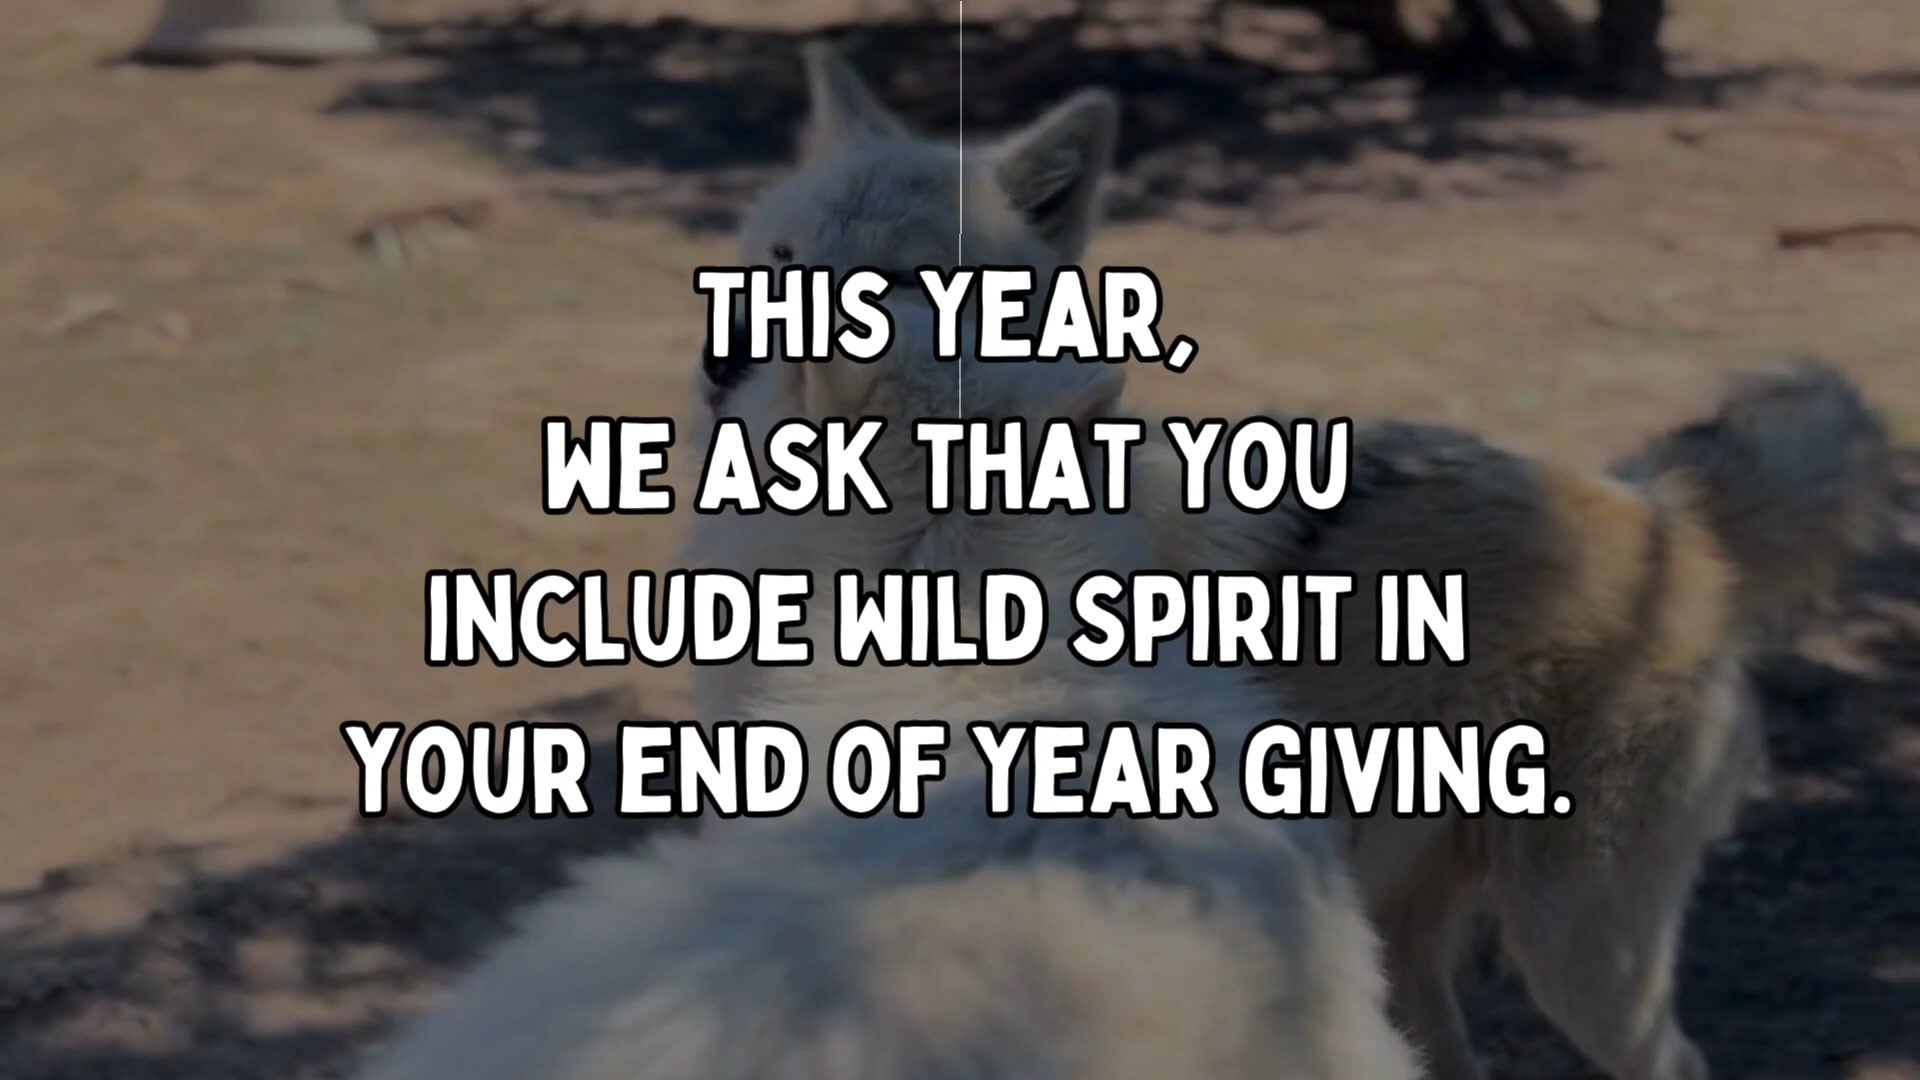 THIS YEAR,
WE ASK THAT YOU
INCLUDE WILD SPIRIT IN
YOUR END OF YEAR GIVING.